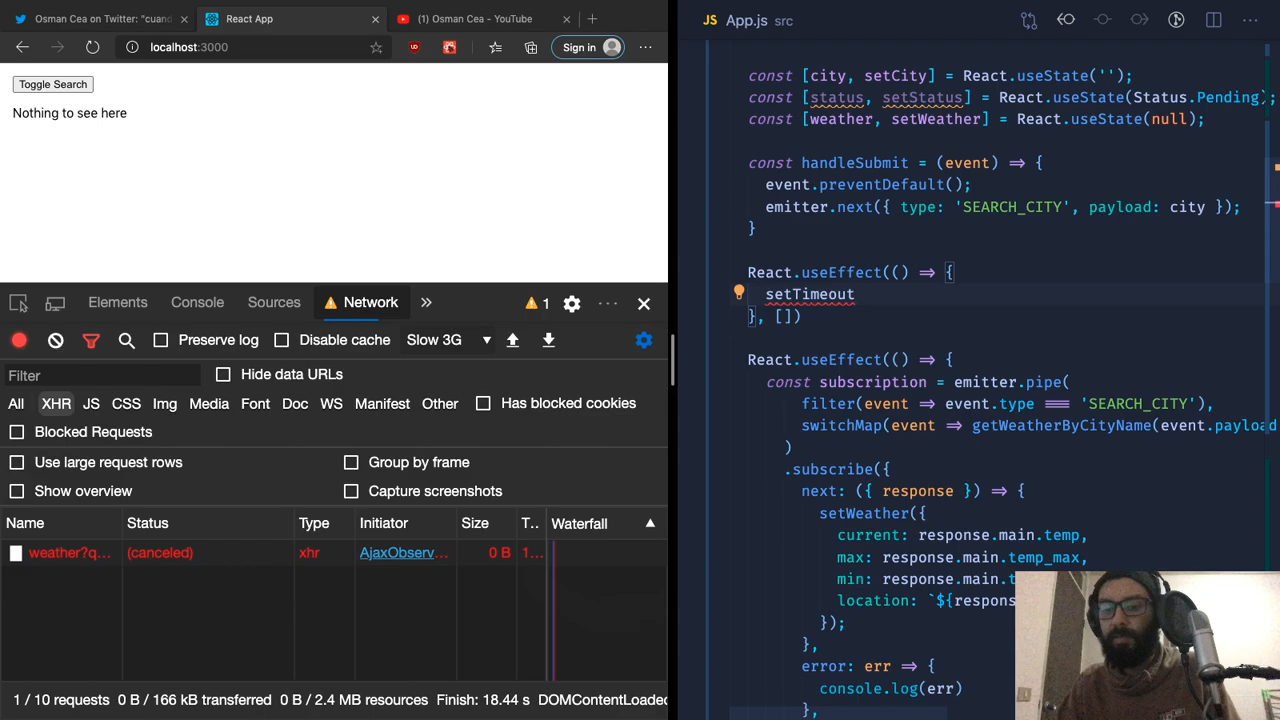 Osman Cea on Twitter: "cuand
React App
(1) Osman Cea - YouTube
localhost:3000
Sign in
Toggle Search
Nothing to see here
Elements
Console
Sources
Network
1
Preserve log
Disable cache
Slow 3G
Filter
Hide data URLs
All
XHR
JS
CSS
Img
Media
Font
Doc
WS
Manifest
Other
Has blocked cookies
Blocked Requests
Use large request rows
Group by frame
Show overview
Capture screenshots
Name
Status
Type
Initiator
Size
T..
Waterfall
weather?q...
(canceled)
xhr
AjaxObserv...
0 B
1...
1 / 10 requests 0 B / 166 kB transferred 0 B / 2.4 MB resources Finish: 18.44 s DOMContentLoaded
JS App.js src
const [city, setCity] = React.useState('');
const [status, setStatus] = React.useState(Status.Pending);
const [weather, setWeather] = React.useState(null);
const handleSubmit = (event) => {
event.preventDefault();
emitter.next({ type: 'SEARCH_CITY', payload: city });
}
React.useEffect(() => {
setTimeout
}, [])
React.useEffect(() => {
const subscription = emitter.pipe(
filter(event => event.type === 'SEARCH_CITY'),
switchMap(event => getWeatherByCityName(event.payload
)
.subscribe({
next: ({ response }) => {
setWeather({
current: response.main.temp,
max: response.main.temp_max,
min: response.main.t
location: `${respons
});
},
error: err => {
console.log(err)
},